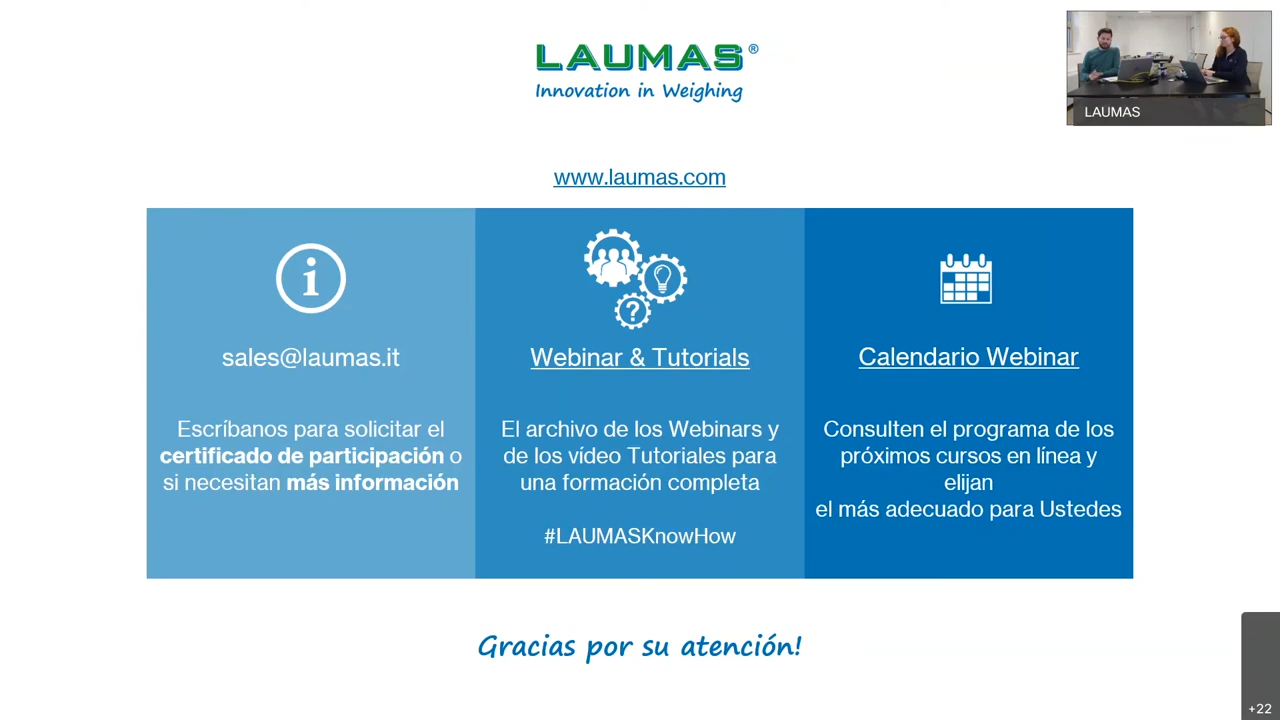 LAUMAS®
Innovation in Weighing
LAUMAS
www.laumas.com
sales@laumas.it
Escríbanos para solicitar el
certificado de participación o
si necesitan más información
Webinar & Tutorials
El archivo de los Webinars y
de los vídeo Tutoriales para
una formación completa
#LAUMASKnowHow
Calendario Webinar
Consulten el programa de los
próximos cursos en línea y
elijan
el más adecuado para Ustedes
Gracias por su atención!
+22